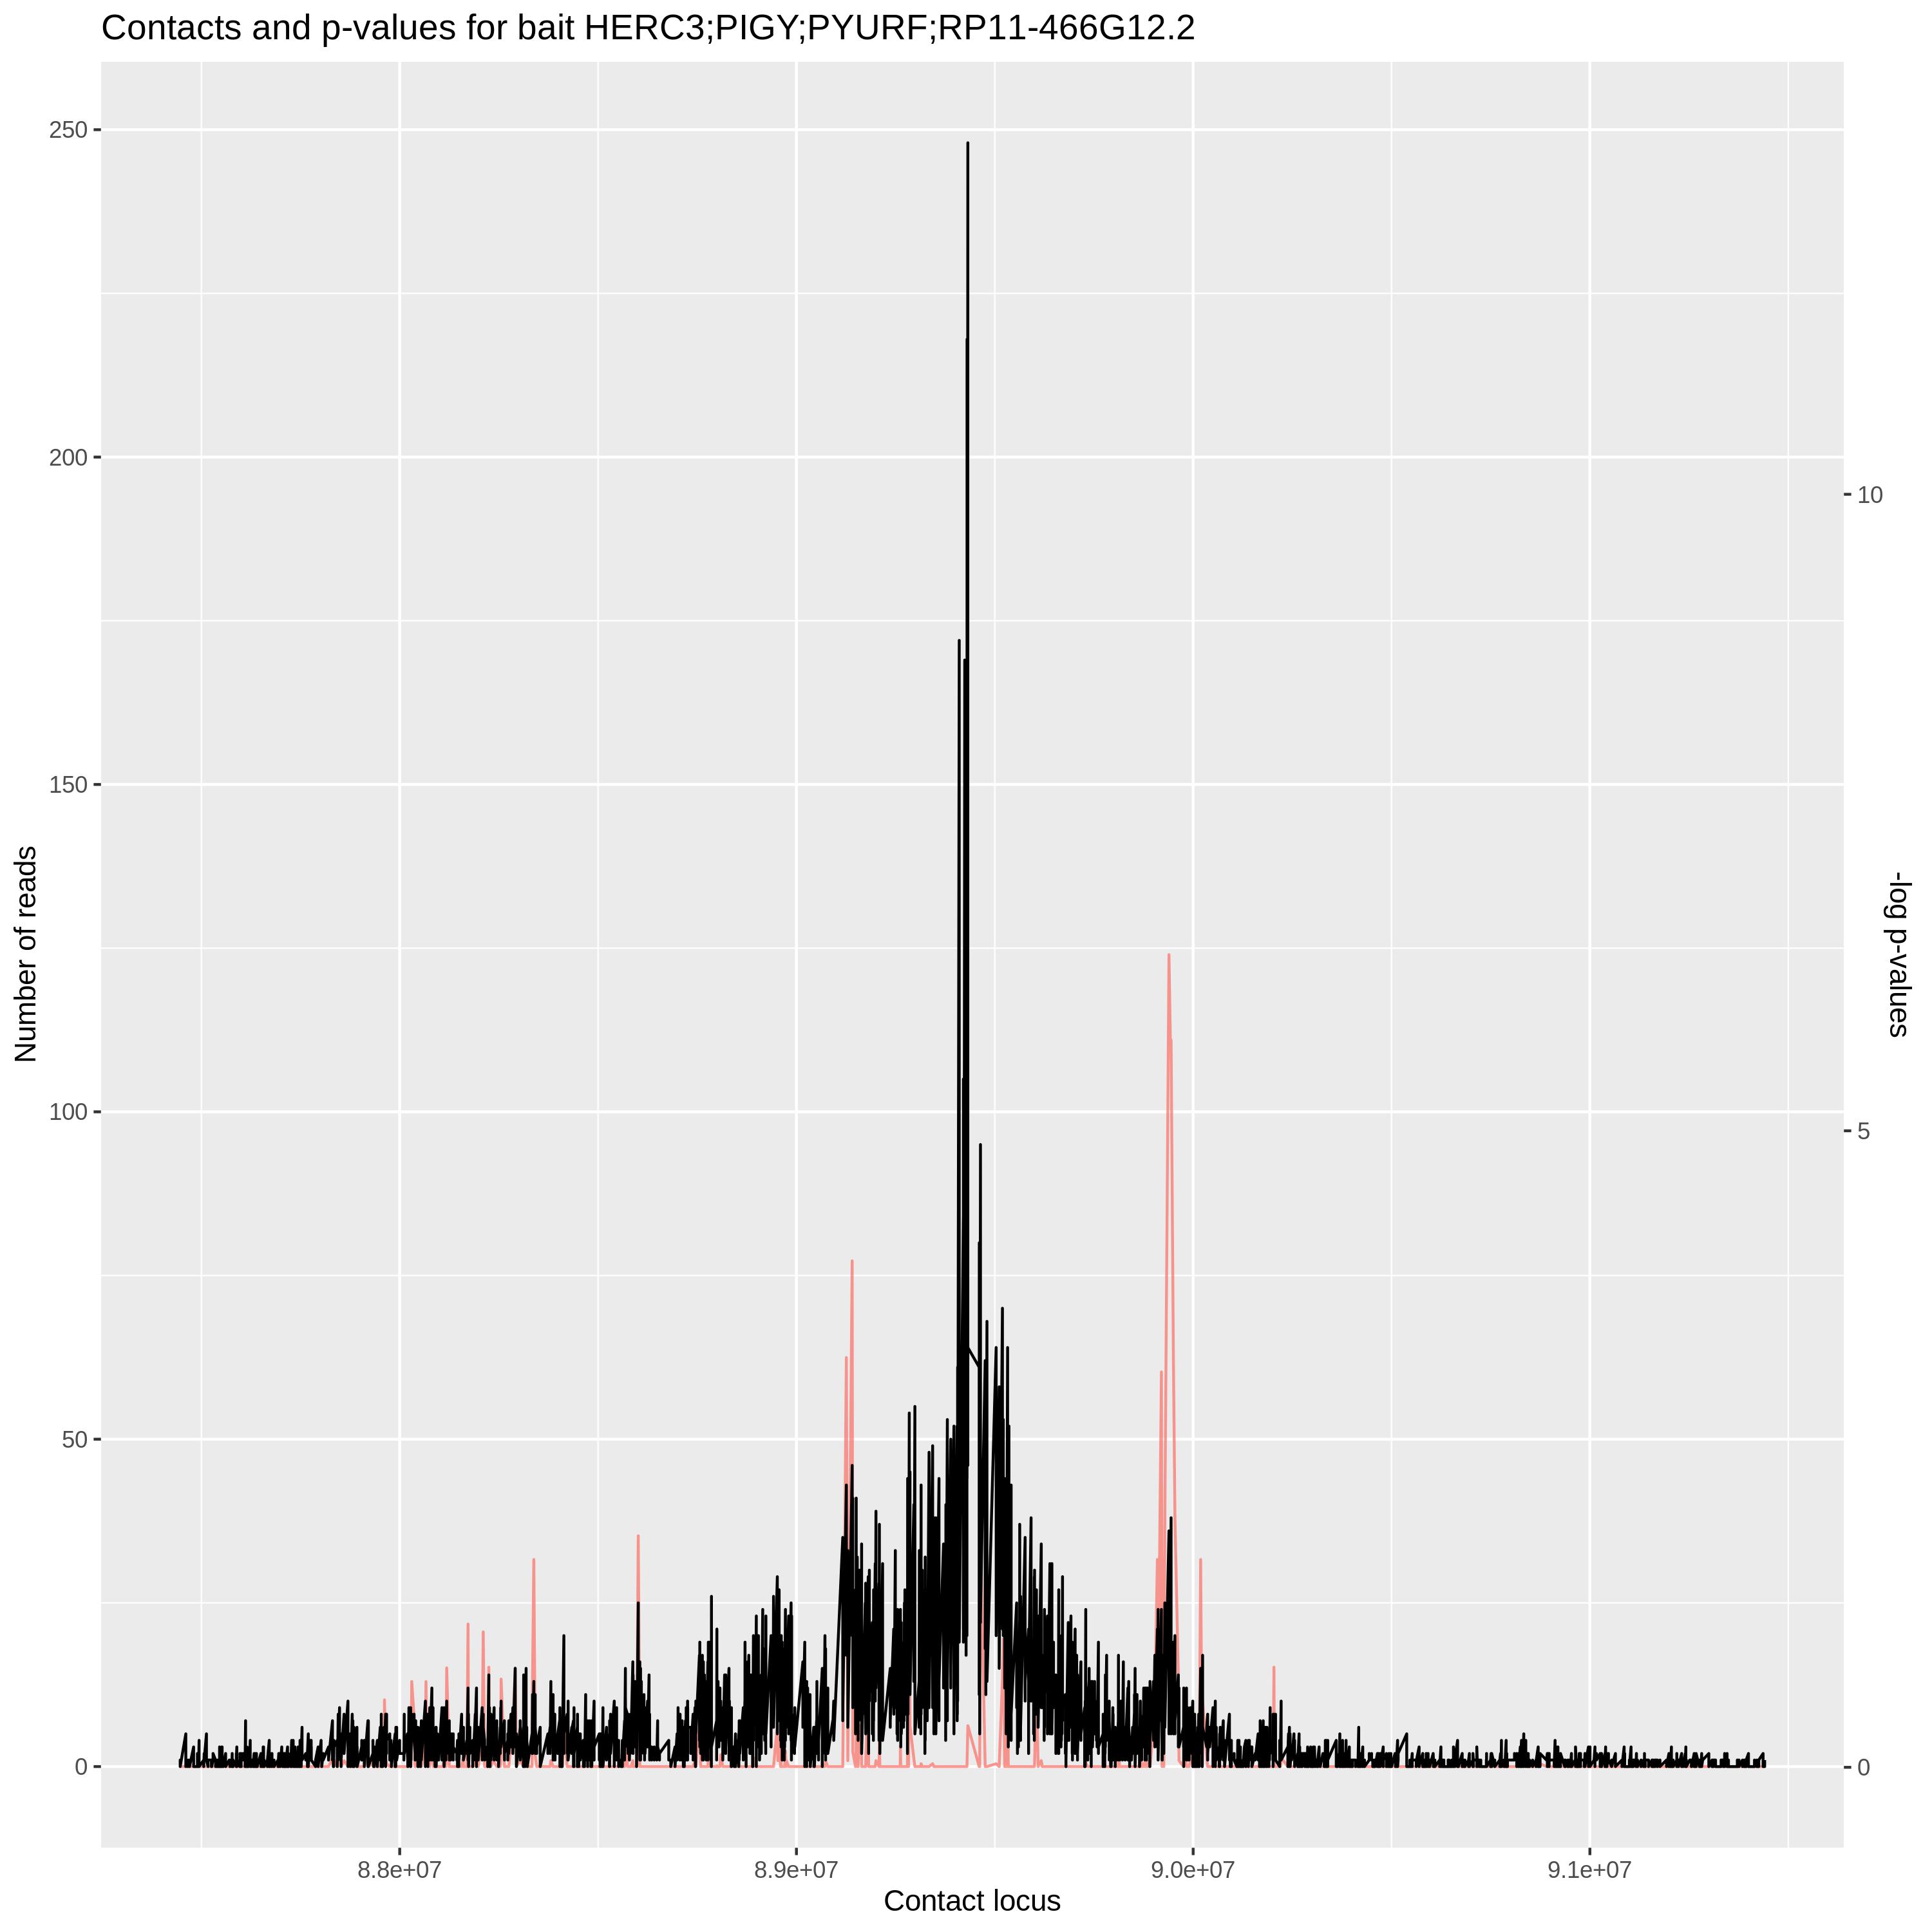 Contacts and p-values for bait HERC3;PIGY;PYURF;RP11-466G12.2
250
200
150
100
50
0
Number of reads
10
5
0
-log p-values
8.8e+07
8.9e+07
9.0e+07
9.1e+07
Contact locus